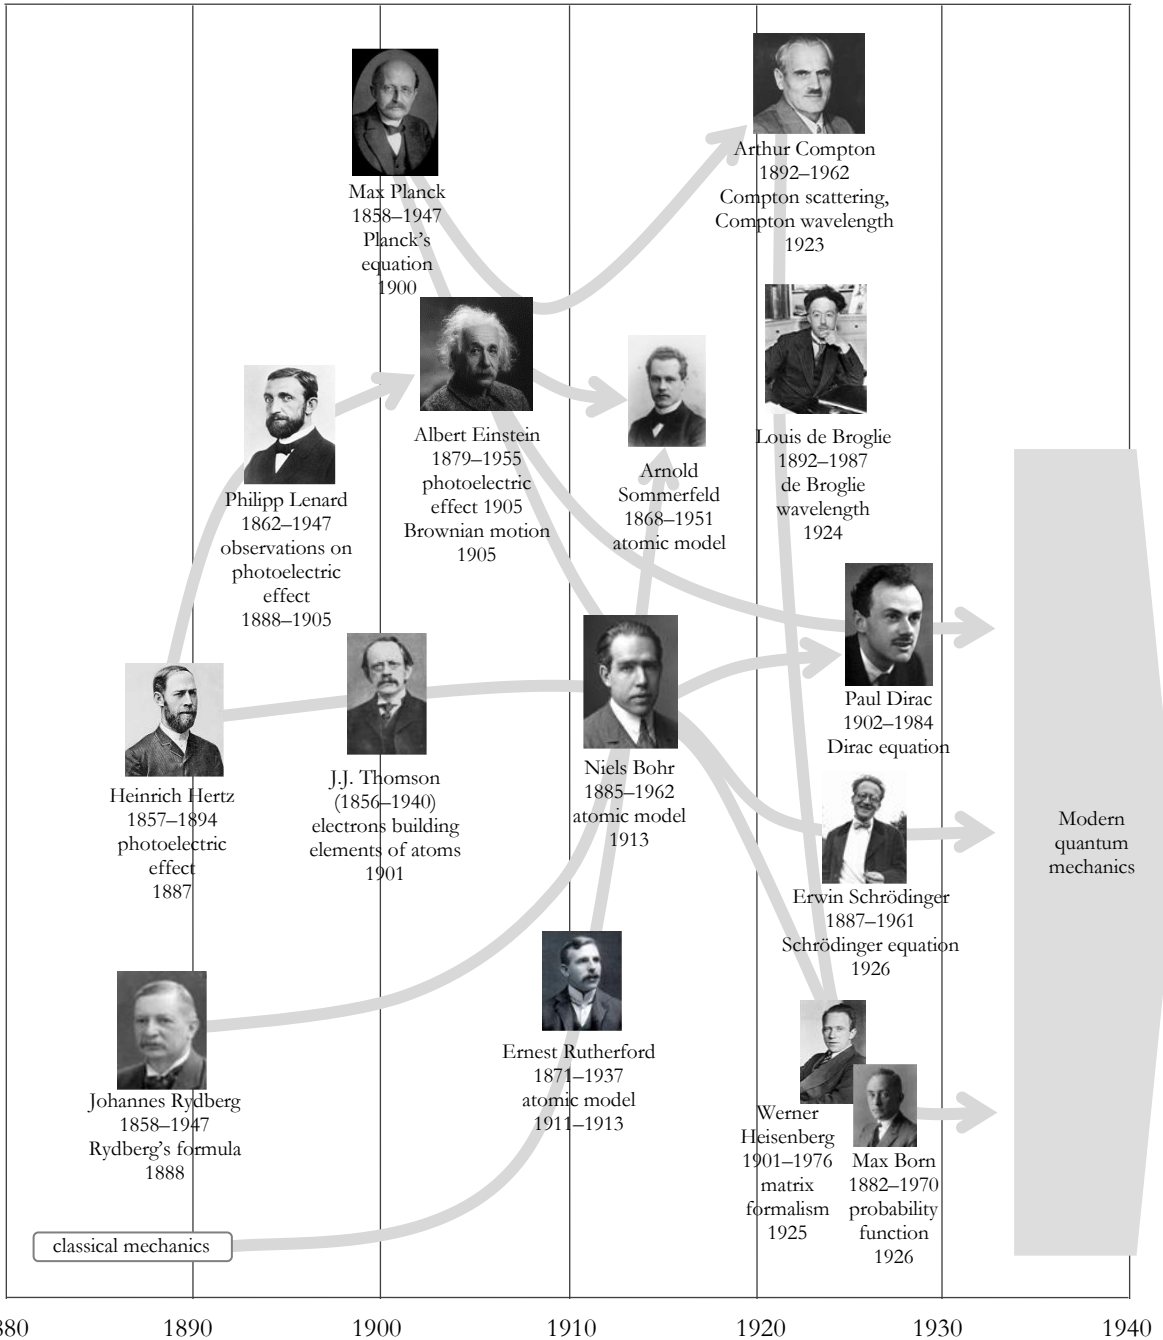 Max Planck
1858–1947
Planck’s
equation
1900
Arthur Compton
1892–1962
Compton scattering,
Compton wavelength
1923
Albert Einstein
1879–1955
photoelectric
effect 1905
Brownian motion
1905
Louis de Broglie
1892–1987
de Broglie
wavelength
1924
Arnold
Sommerfeld
1868–1951
atomic model
Philipp Lenard
1862–1947
observations on
photoelectric
effect
1888–1905
Paul Dirac
1902–1984
Dirac equation
Heinrich Hertz
1857–1894
photoelectric
effect
1887
J.J. Thomson
(1856–1940)
electrons building
elements of atoms
1901
Niels Bohr
1885–1962
atomic model
1913
Modern
quantum
mechanics
Erwin Schrödinger
1887–1961
Schrödinger equation
1926
Ernest Rutherford
1871–1937
atomic model
1911–1913
Johannes Rydberg
1858–1947
Rydberg’s formula
1888
Werner
Heisenberg
1901–1976
matrix
formalism
1925
Max Born
1882–1970
probability
function
1926
classical mechanics
880
1890
1900
1910
1920
1930
1940